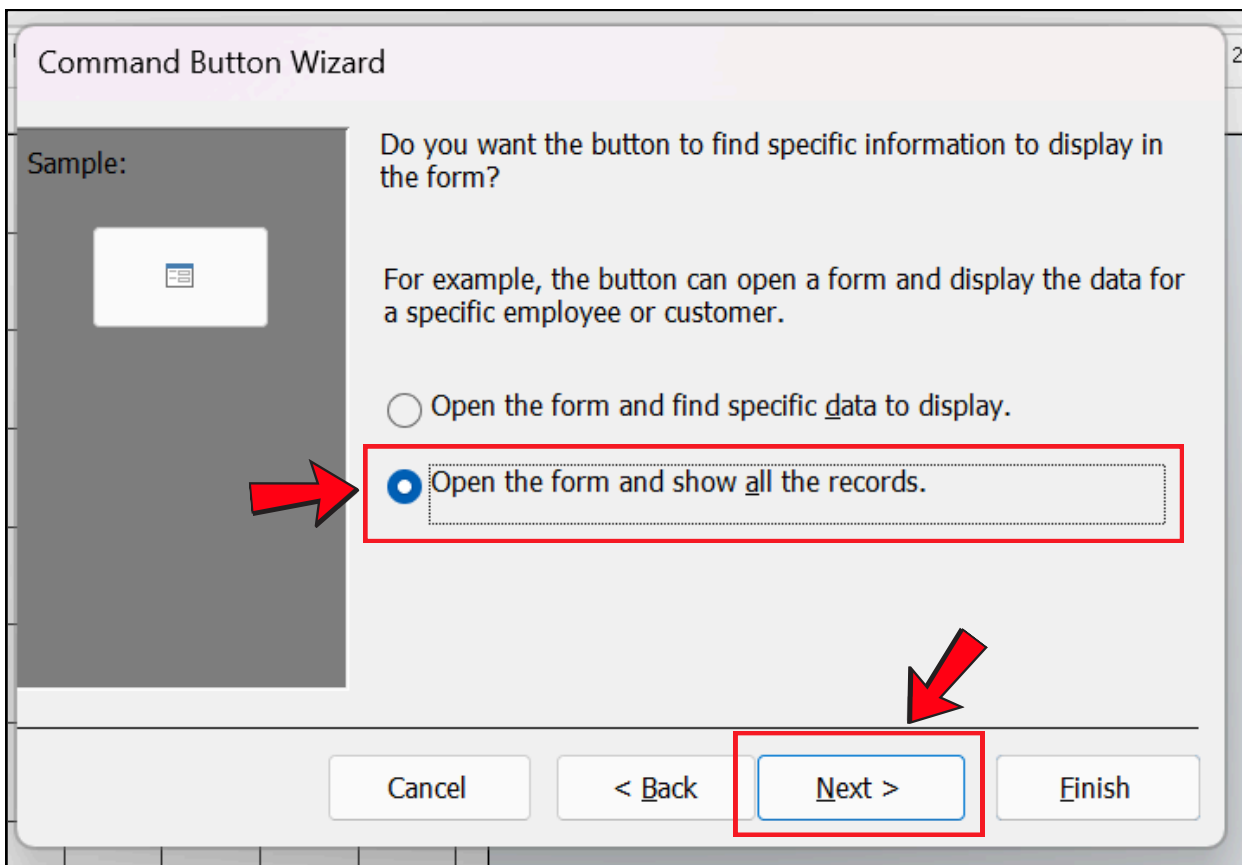 Command Button Wizard
2
Sample:
Do you want the button to find specific information to display in
the form?
For example, the button can open a form and display the data for
a specific employee or customer.
Open the form and find specific data to display.
Open the form and show all the records.
Cancel
< Back
Next >
Finish